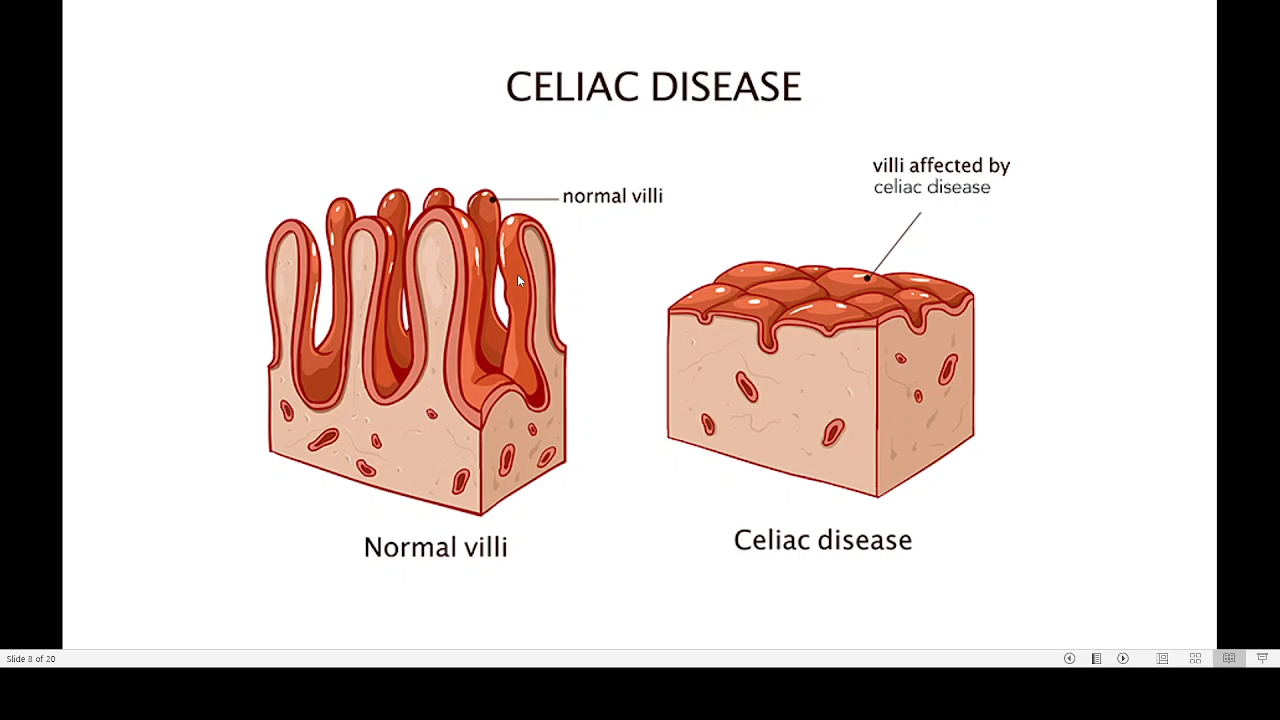 CELIAC DISEASE
villi affected by
celiac disease
normal villi
Normal villi
Celiac disease
Slide 8 of 20